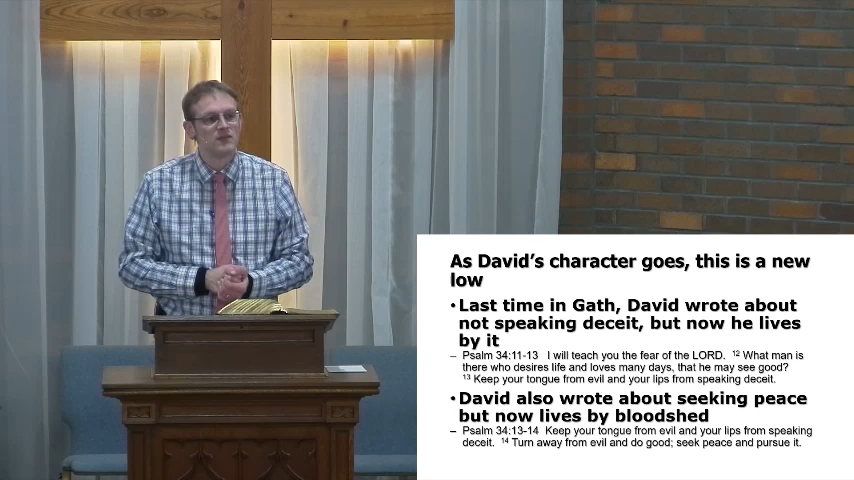 As David's character goes, this is a new
low
•Last time in Gath, David wrote about
not speaking deceit, but now he lives
by it
– Psalm 34:11-13 I will teach you the fear of the LORD. 12 What man is
there who desires life and loves many days, that he may see good?
13 Keep your tongue from evil and your lips from speaking deceit.
•David also wrote about seeking peace
but now lives by bloodshed
– Psalm 34:13-14 Keep your tongue from evil and your lips from speaking
deceit. 14 Turn away from evil and do good; seek peace and pursue it.